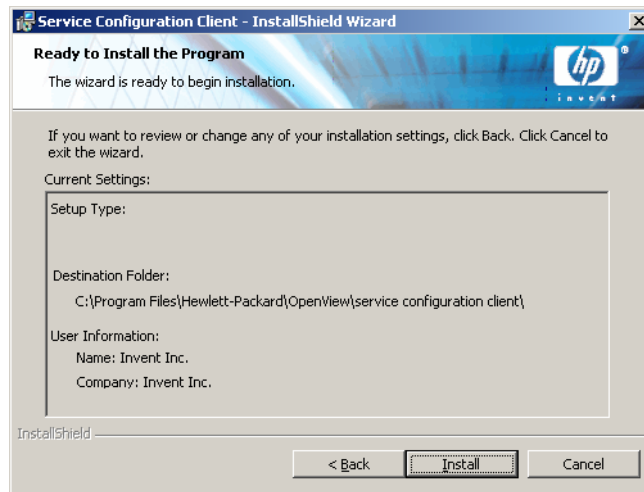 Service Configuration Client - InstallShield Wizard
Ready to Install the Program
The wizard is ready to begin installation.
hp
®
invent
If you want to review or change any of your installation settings, click Back. Click Cancel to
exit the wizard.
Current Settings:
Setup Type:
Destination Folder:
C:\Program Files\Hewlett-Packard\OpenView\service configuration client\
User Information:
Name: Invent Inc.
Company: Invent Inc.
InstallShield
< Back
Install
Cancel